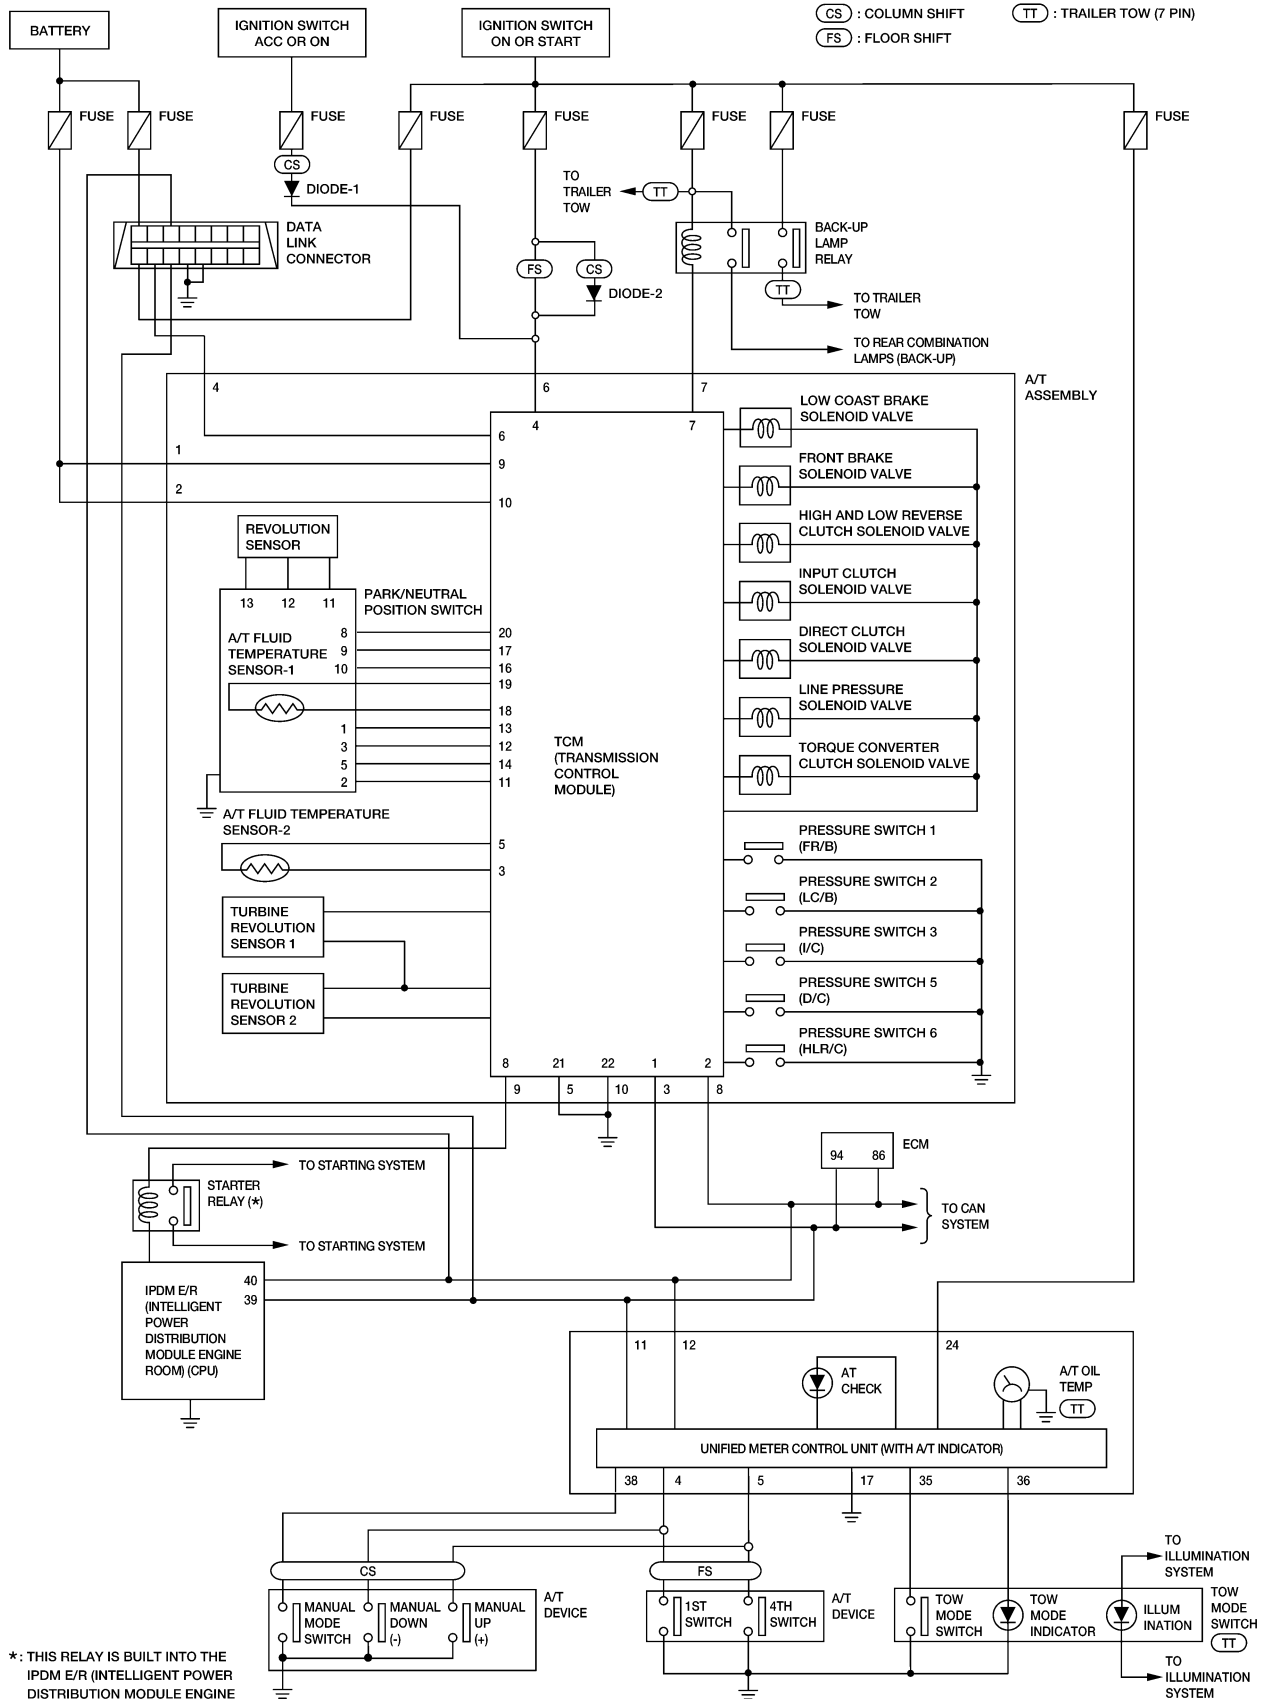 BATTERY
IGNITION SWITCH
ACC OR ON
IGNITION SWITCH
ON OR START
CS : COLUMN SHIFT
TT : TRAILER TOW (7 PIN)
FS : FLOOR SHIFT
FUSE
FUSE
FUSE
FUSE
FUSE
FUSE
FUSE
FUSE
CS
DIODE-1
TO
TRAILER
TOW
TT
DATA
LINK
CONNECTOR
BACK-UP
LAMP
RELAY
FS
CS
DIODE-2
TT
TO TRAILER
TOW
TO REAR COMBINATION
LAMPS (BACK-UP)
A/T
ASSEMBLY
4
6
7
4
7
1
6
9
2
10
LOW COAST BRAKE
SOLENOID VALVE
FRONT BRAKE
SOLENOID VALVE
HIGH AND LOW REVERSE
CLUTCH SOLENOID VALVE
INPUT CLUTCH
SOLENOID VALVE
DIRECT CLUTCH
SOLENOID VALVE
LINE PRESSURE
SOLENOID VALVE
TORQUE CONVERTER
CLUTCH SOLENOID VALVE
REVOLUTION
SENSOR
13 12 11
PARK/NEUTRAL
POSITION SWITCH
A/T FLUID
TEMPERATURE
SENSOR-1
8 20
9 17
10 16
19
18
1 13
3 12
5 14
2 11
TCM
(TRANSMISSION
CONTROL
MODULE)
A/T FLUID TEMPERATURE
SENSOR-2
5
3
TURBINE
REVOLUTION
SENSOR 1
TURBINE
REVOLUTION
SENSOR 2
PRESSURE SWITCH 1
(FR/B)
PRESSURE SWITCH 2
(LC/B)
PRESSURE SWITCH 3
(I/C)
PRESSURE SWITCH 5
(D/C)
PRESSURE SWITCH 6
(HLR/C)
8 21 22 1 2
9 5 10 3 8
ECM
94 86
TO STARTING SYSTEM
STARTER
RELAY (*)
TO STARTING SYSTEM
TO CAN
SYSTEM
40
39
IPDM E/R
(INTELLIGENT
POWER
DISTRIBUTION
MODULE ENGINE
ROOM) (CPU)
11 12 24
AT
CHECK
A/T OIL
TEMP
TT
UNIFIED METER CONTROL UNIT (WITH A/T INDICATOR)
38 4 5 17 35 36
CS
FS
A/T
DEVICE
MANUAL
MODE
SWITCH
MANUAL
DOWN
(-)
MANUAL
UP
(+)
A/T
DEVICE
1ST
SWITCH
4TH
SWITCH
TO
ILLUMINATION
SYSTEM
TOW
MODE
SWITCH
TOW
MODE
INDICATOR
ILLUM
INATION
TOW
MODE
SWITCH
TT
TO
ILLUMINATION
SYSTEM
*: THIS RELAY IS BUILT INTO THE
IPDM E/R (INTELLIGENT POWER
DISTRIBUTION MODULE ENGINE